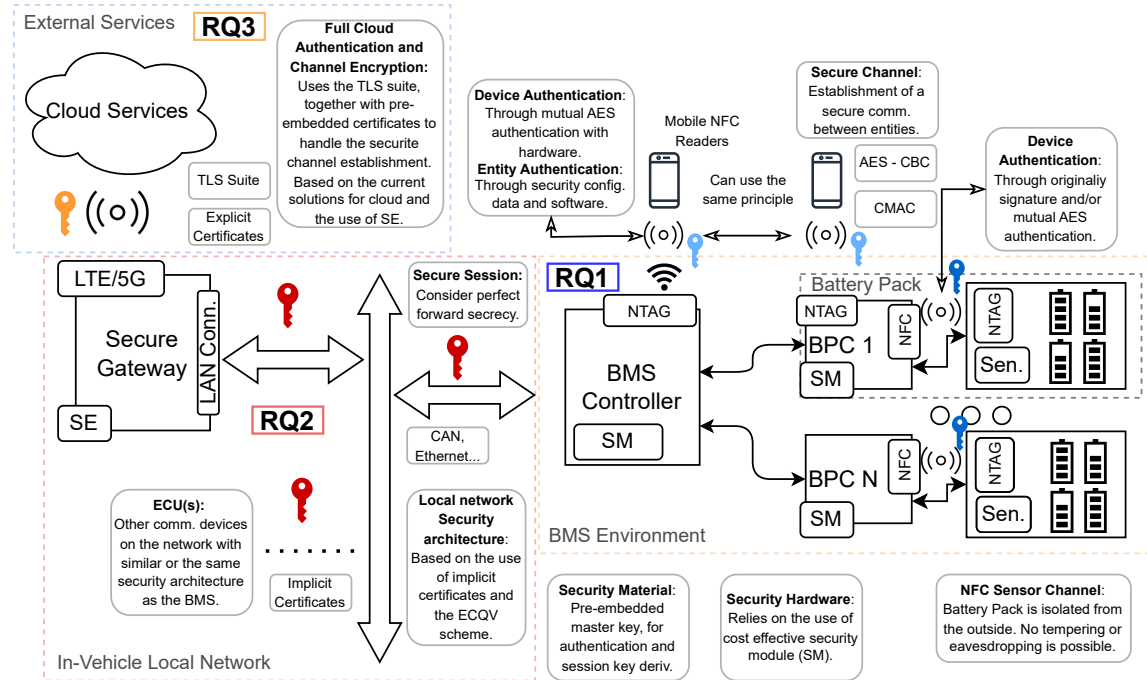 External Services
RQ3
Cloud Services
TLS Suite
Explicit
Certificates
Full Cloud
Authentication and
Channel Encryption:
Uses the TLS suite,
together with pre-
embedded certificates to
handle the securite
channel establishment.
Based on the current
solutions for cloud and
the use of SE.
Device Authentication:
Through mutual AES
authentication with
hardware.
Entity Authentication:
Through security config.
data and software.
Mobile NFC
Readers
Can use the
same principle
Secure Channel:
Establishment of a
secure comm.
between entities.
AES - CBC
CMAC
Device
Authentication:
Through originaliy
signature and/or
mutual AES
authentication.
LTE/5G
Secure
Gateway
LAN Conn.
SE
RQ2
Secure Session:
Consider perfect
forward secrecy.
CAN,
Ethernet...
ECU(s):
Other comm. devices
on the network with
similar or the same
security architecture
as the BMS.
Implicit
Certificates
Local network
Security
architecture:
Based on the use
of implicit
certificates and
the ECQV
scheme.
In-Vehicle Local Network
RQ1
NTAG
BMS
Controller
SM
Battery Pack
NTAG
BPC 1
NFC
SM
NTAG
Sen.
BPC N
NFC
SM
NTAG
Sen.
BMS Environment
Security Material:
Pre-embedded
master key, for
authentication and
session key deriv.
Security Hardware:
Relies on the use of
cost effective security
module (SM).
NFC Sensor Channel:
Battery Pack is isolated from
the outside. No tempering or
eavesdropping is possible.